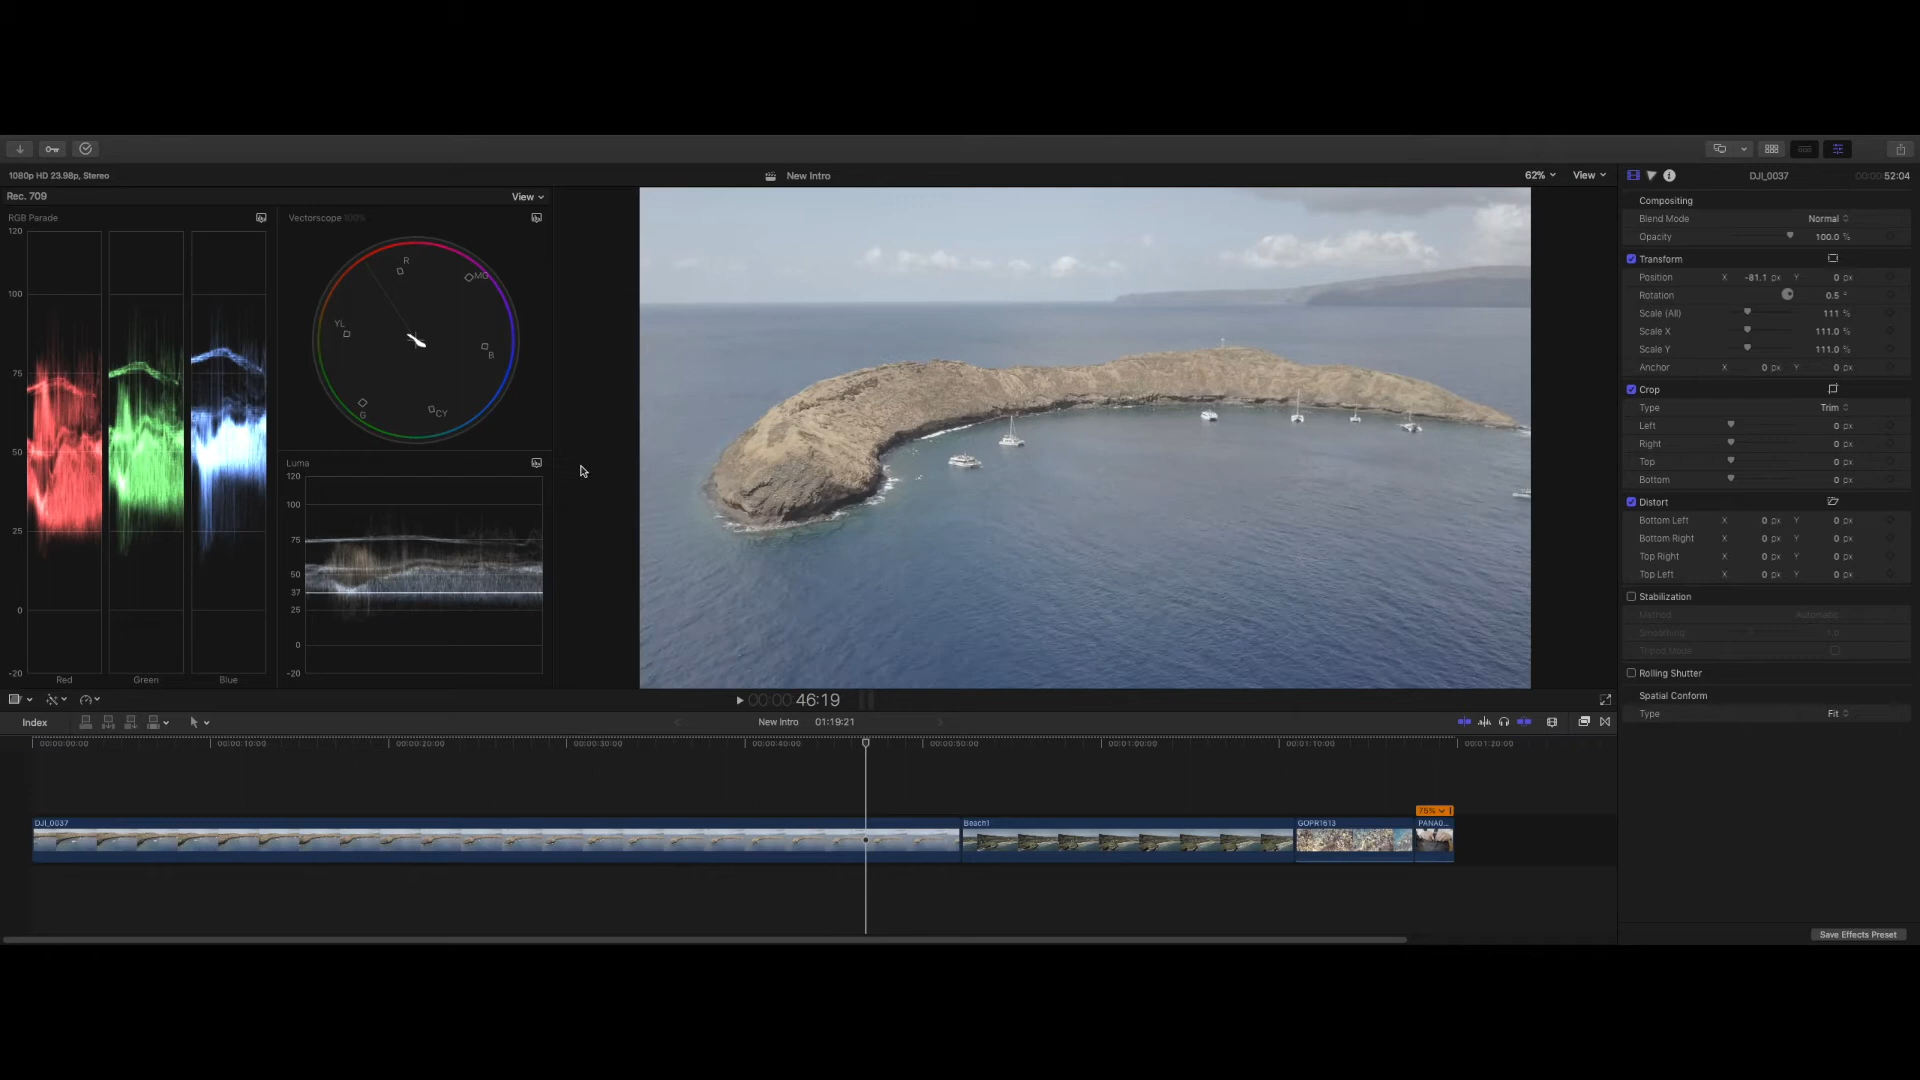 1080p HD 23.98p, Stereo
New Intro
62%
View
DJI_0037
00:00:52:04
Rec. 709
View
RGB Parade
Vectorscope 100%
120
100
75
50
25
0
-20
Red
Green
Blue
R
MG
YL
B
G
CY
Luma
120
100
75
50
37
25
0
-20
Compositing
Blend Mode
Normal
Opacity
100.0 %
Transform
Position
X
-81.1 px
Y
0 px
Rotation
0.5 °
Scale (All)
111 %
Scale X
111.0 %
Scale Y
111.0 %
Anchor
X
0 px
Y
0 px
Crop
Type
Trim
Left
0 px
Right
0 px
Top
0 px
Bottom
0 px
Distort
Bottom Left
X
0 px
Y
0 px
Bottom Right
X
0 px
Y
0 px
Top Right
X
0 px
Y
0 px
Top Left
X
0 px
Y
0 px
Stabilization
Method
Automatic
Smoothing
1.0
Tripod Mode
Rolling Shutter
Spatial Conform
Type
Fit
00:00:46:19
Index
New Intro
01:19:21
00:00:00:00
00:00:10:00
00:00:20:00
00:00:30:00
00:00:40:00
00:00:50:00
00:01:00:00
00:01:10:00
00:01:20:00
75%
DJI_0037
Beach1
GOPR1613
PANA0...
Save Effects Preset